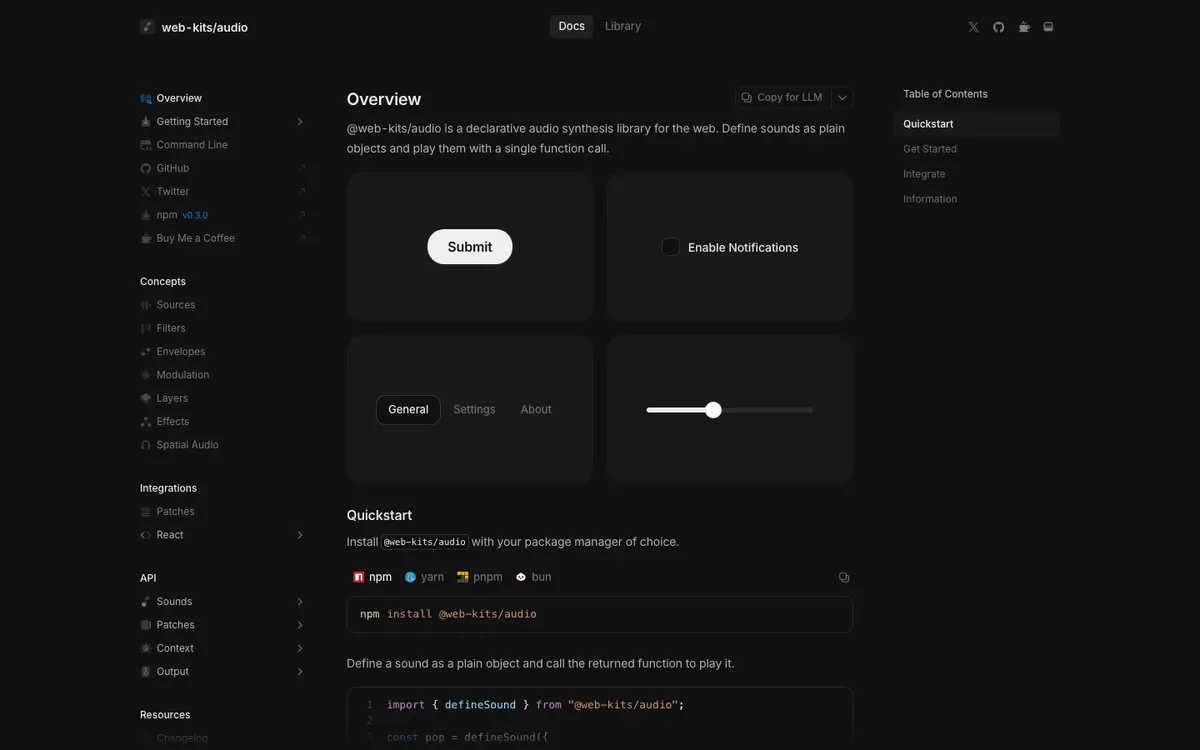 web-kits/audio
Docs
Library
Overview
Getting Started
Command Line
GitHub
Twitter
npm v0.3.0
Buy Me a Coffee
Concepts
Sources
Filters
Envelopes
Modulation
Layers
Effects
Spatial Audio
Integrations
Patches
React
API
Sounds
Patches
Context
Output
Resources
Changelog
Overview
Copy for LLM
@web-kits/audio is a declarative audio synthesis library for the web. Define sounds as plain
objects and play them with a single function call.
Submit
Enable Notifications
General
Settings
About
Quickstart
Install @web-kits/audio with your package manager of choice.
npm
yarn
pnpm
bun
npm install @web-kits/audio
Define a sound as a plain object and call the returned function to play it.
1 import { defineSound } from "@web-kits/audio";
2
3 const pop = defineSound({
Table of Contents
Quickstart
Get Started
Integrate
Information